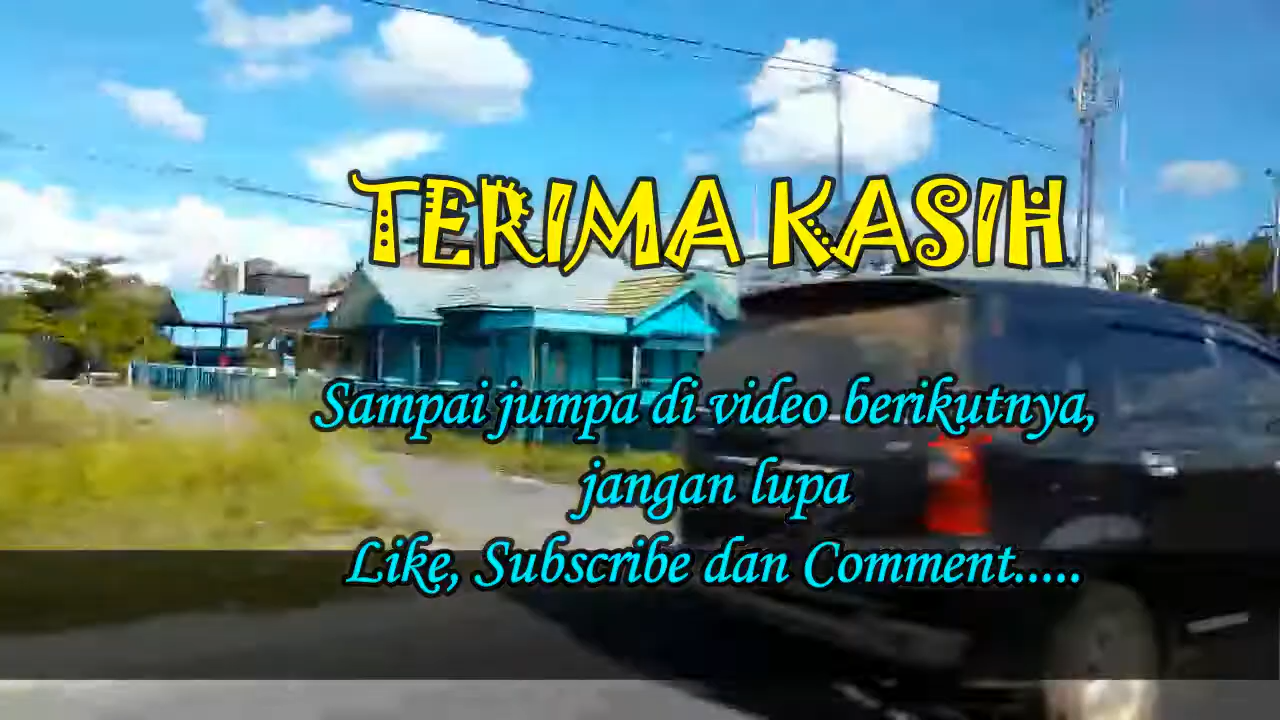 TERIMA KASIH
Sampai jumpa di video berikutnya,
jangan lupa
Like, Subscribe dan Comment.....